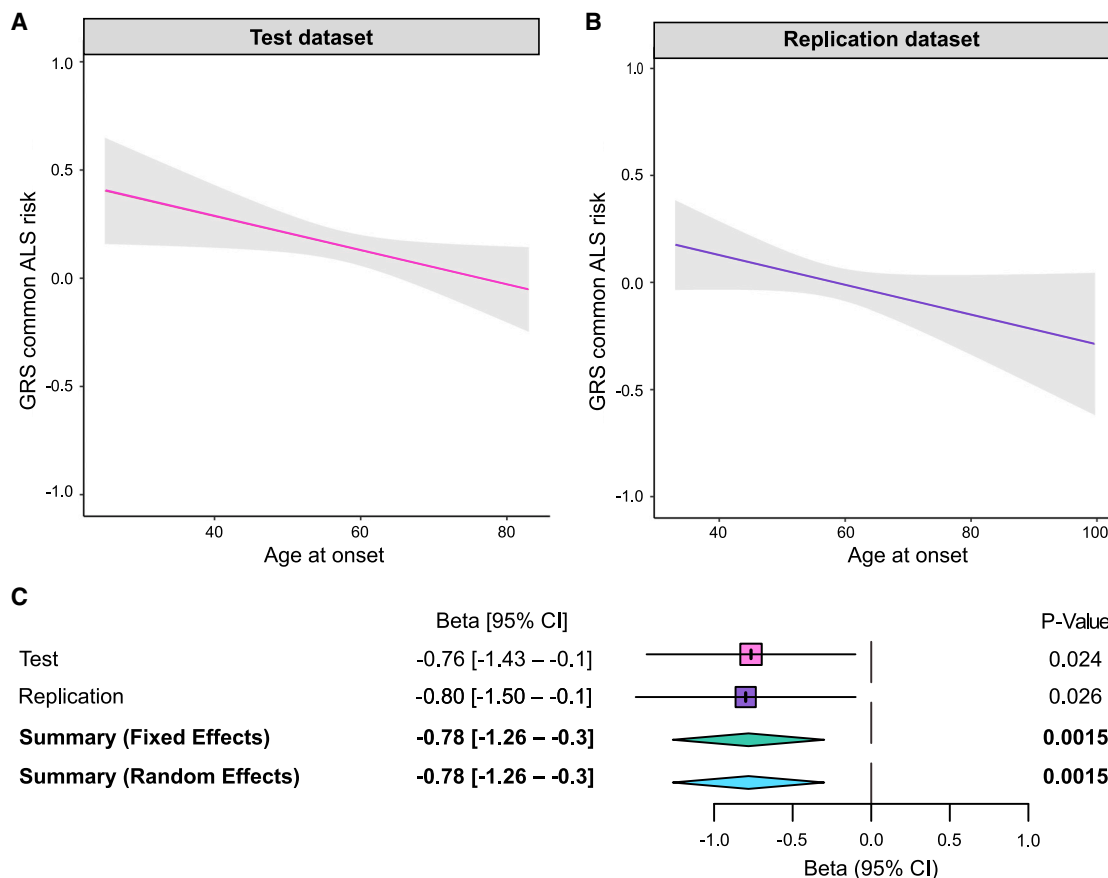 A
Test dataset
1.0
0.5
0.0
-0.5
-1.0
GRS common ALS risk
40 60 80
Age at onset
B
Replication dataset
1.0
0.5
0.0
-0.5
-1.0
GRS common ALS risk
40 60 80 100
Age at onset
C
Beta [95% CI] P-Value
Test -0.76 [-1.43 – -0.1] 0.024
Replication -0.80 [-1.50 – -0.1] 0.026
Summary (Fixed Effects) -0.78 [-1.26 – -0.3] 0.0015
Summary (Random Effects) -0.78 [-1.26 – -0.3] 0.0015
-1.0 -0.5 0.0 0.5 1.0
Beta (95% CI)